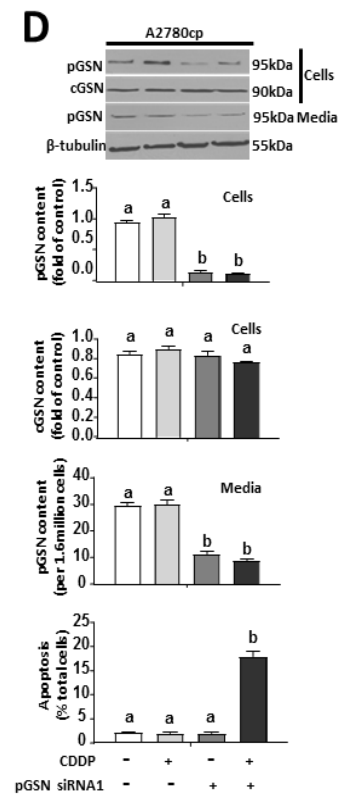 D
A2780cp
pGSN 95kDa Cells
cGSN 90kDa
pGSN 95kDa Media
β-tubulin 55kDa
Cells
pGSN content
(fold of control)
1.5
1.0
0.5
0.0
a a b b
Cells
cGSN content
(fold of control)
1.0
0.8
0.6
0.4
0.2
0.0
a a a a
Media
pGSN content
(per 1.6million cells)
40
30
20
10
0
a a b b
Apoptosis
(% total cells)
25
20
15
10
5
0
a a a b
CDDP - + - +
pGSN siRNA1 - - + +